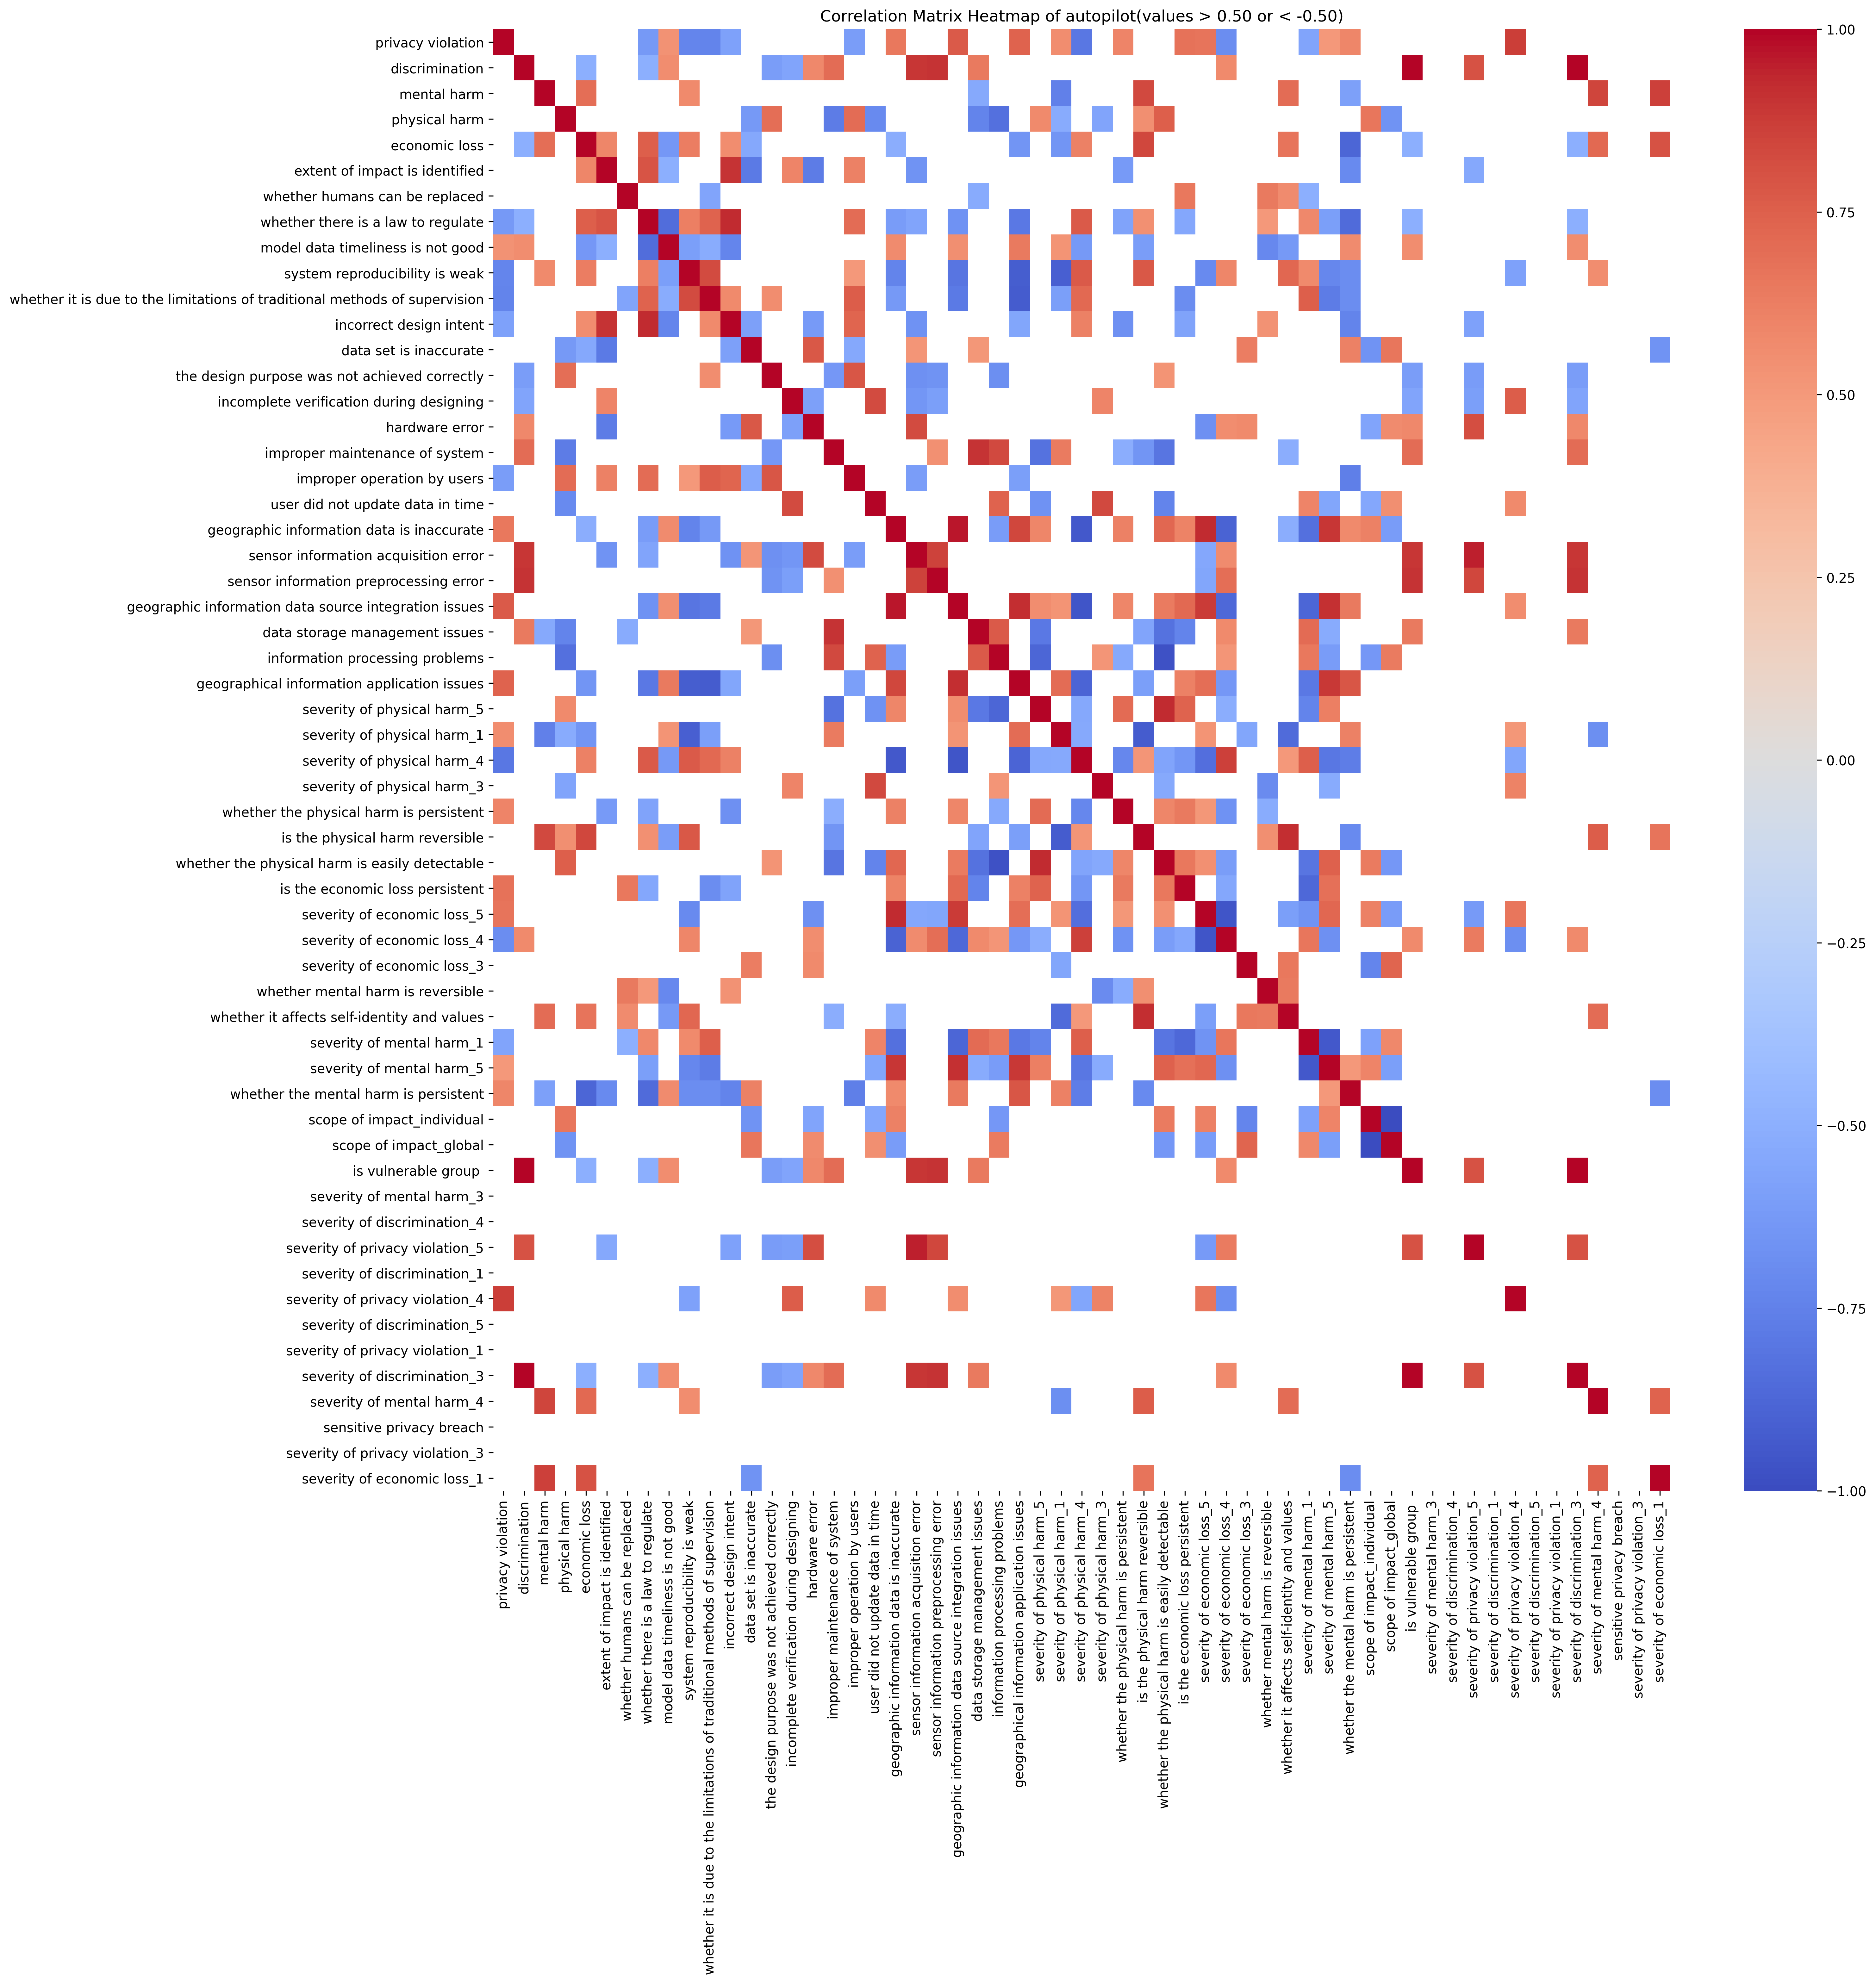 Correlation Matrix Heatmap of autopilot(values > 0.50 or < -0.50)
privacy violation
discrimination
mental harm
physical harm
economic loss
extent of impact is identified
whether humans can be replaced
whether there is a law to regulate
model data timeliness is not good
system reproducibility is weak
whether it is due to the limitations of traditional methods of supervision
incorrect design intent
data set is inaccurate
the design purpose was not achieved correctly
incomplete verification during designing
hardware error
improper maintenance of system
improper operation by users
user did not update data in time
geographic information data is inaccurate
sensor information acquisition error
sensor information preprocessing error
geographic information data source integration issues
data storage management issues
information processing problems
geographical information application issues
severity of physical harm_5
severity of physical harm_1
severity of physical harm_4
severity of physical harm_3
whether the physical harm is persistent
is the physical harm reversible
whether the physical harm is easily detectable
is the economic loss persistent
severity of economic loss_5
severity of economic loss_4
severity of economic loss_3
whether mental harm is reversible
whether it affects self-identity and values
severity of mental harm_1
severity of mental harm_5
whether the mental harm is persistent
scope of impact_individual
scope of impact_global
is vulnerable group
severity of mental harm_3
severity of discrimination_4
severity of privacy violation_5
severity of discrimination_1
severity of privacy violation_4
severity of discrimination_5
severity of privacy violation_1
severity of discrimination_3
severity of mental harm_4
sensitive privacy breach
severity of privacy violation_3
severity of economic loss_1
privacy violation
discrimination
mental harm
physical harm
economic loss
extent of impact is identified
whether humans can be replaced
whether there is a law to regulate
model data timeliness is not good
system reproducibility is weak
whether it is due to the limitations of traditional methods of supervision
incorrect design intent
data set is inaccurate
the design purpose was not achieved correctly
incomplete verification during designing
hardware error
improper maintenance of system
improper operation by users
user did not update data in time
geographic information data is inaccurate
sensor information acquisition error
sensor information preprocessing error
geographic information data source integration issues
data storage management issues
information processing problems
geographical information application issues
severity of physical harm_5
severity of physical harm_1
severity of physical harm_4
severity of physical harm_3
whether the physical harm is persistent
is the physical harm reversible
whether the physical harm is easily detectable
is the economic loss persistent
severity of economic loss_5
severity of economic loss_4
severity of economic loss_3
whether mental harm is reversible
whether it affects self-identity and values
severity of mental harm_1
severity of mental harm_5
whether the mental harm is persistent
scope of impact_individual
scope of impact_global
is vulnerable group
severity of mental harm_3
severity of discrimination_4
severity of privacy violation_5
severity of discrimination_1
severity of privacy violation_4
severity of discrimination_5
severity of privacy violation_1
severity of discrimination_3
severity of mental harm_4
sensitive privacy breach
severity of privacy violation_3
severity of economic loss_1
1.00
0.75
0.50
0.25
0.00
−0.25
−0.50
−0.75
−1.00